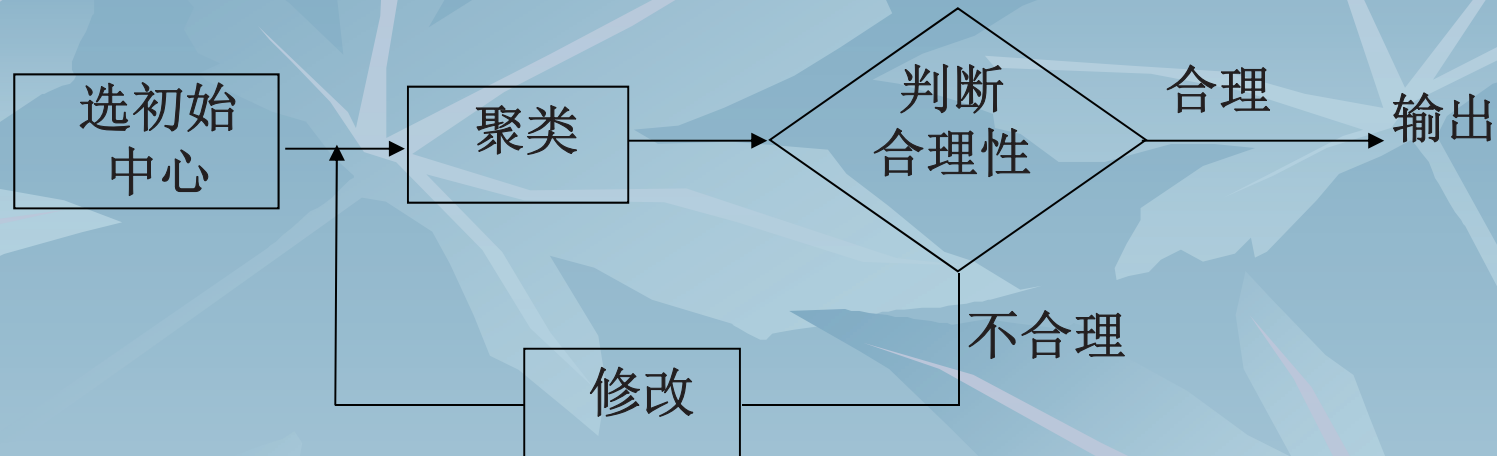 选初始
中心
聚类
判断
合理性
合理
输出
不合理
修改